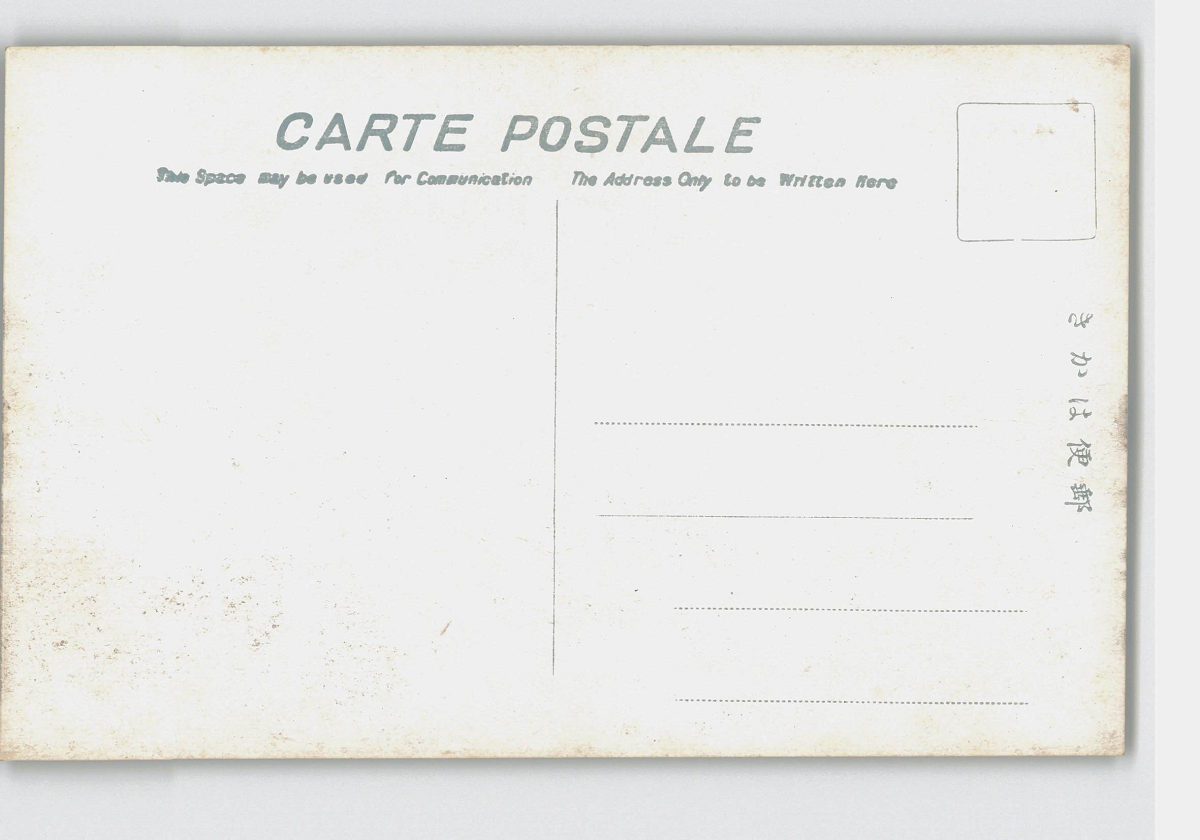 CARTE POSTALE
This Space may be used For Communication
The Address Only to be Written Here
郵便はかき